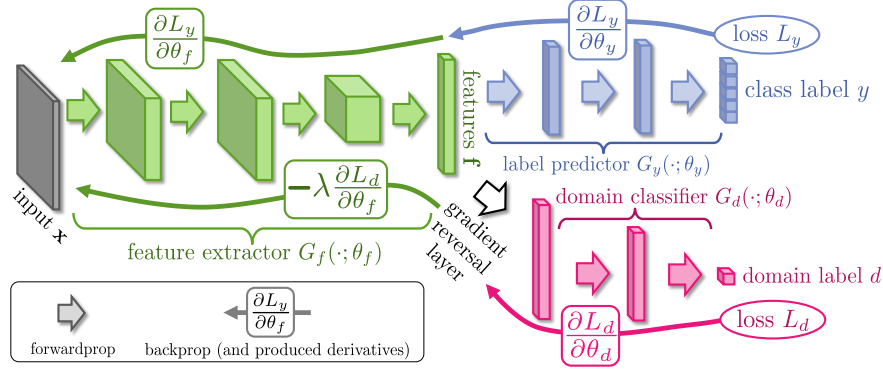 ∂L_y
∂θ_f
∂L_y
∂θ_y
loss L_y
class label y
features f
label predictor G_y(·;θ_y)
input x
−λ ∂L_d
∂θ_f
feature extractor G_f(·;θ_f)
gradient
reversal
layer
domain classifier G_d(·;θ_d)
domain label d
∂L_d
∂θ_d
loss L_d
∂L_y
∂θ_f
forwardprop
backprop (and produced derivatives)